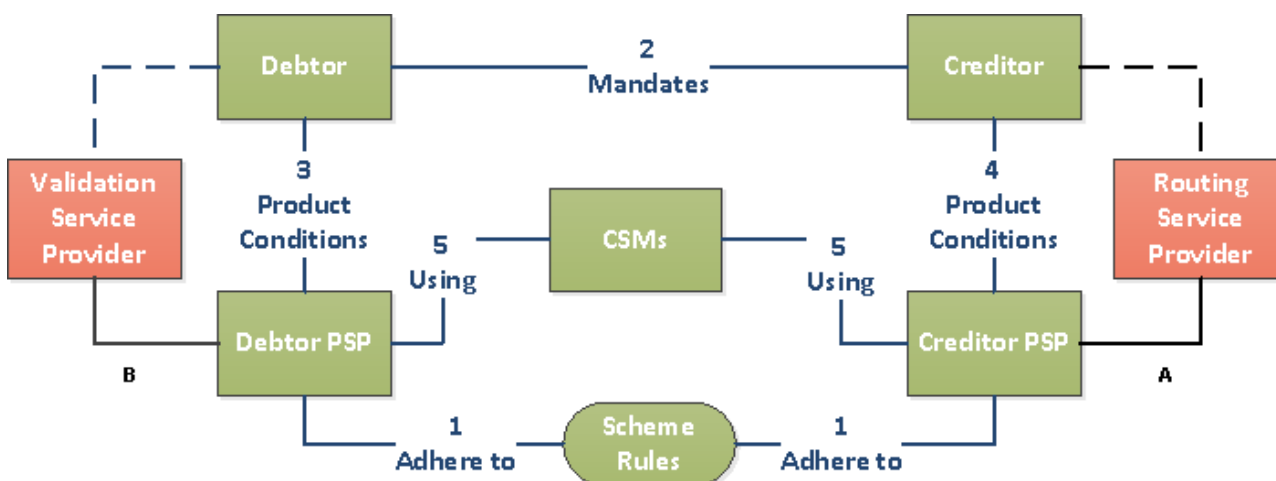 Debtor
2
Mandates
Creditor
Validation
Service
Provider
3
Product
Conditions
5
Using
CSMs
5
Using
4
Product
Conditions
Routing
Service
Provider
Debtor PSP
Creditor PSP
B
A
1
Adhere to
Scheme
Rules
1
Adhere to